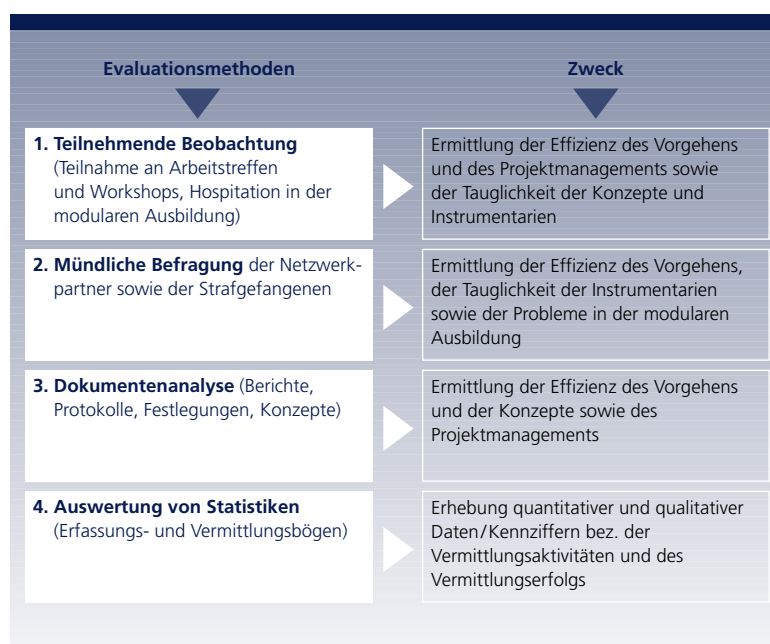 Evaluationsmethoden
Zweck
1. Teilnehmende Beobachtung
(Teilnahme an Arbeitstreffen
und Workshops, Hospitation in der
modularen Ausbildung)
Ermittlung der Effizienz des Vorgehens
und des Projektmanagements sowie
der Tauglichkeit der Konzepte und
Instrumentarien
2. Mündliche Befragung der Netzwerk-
partner sowie der Strafgefangenen
Ermittlung der Effizienz des Vorgehens,
der Tauglichkeit der Instrumentarien
sowie der Probleme in der modularen
Ausbildung
3. Dokumentenanalyse (Berichte,
Protokolle, Festlegungen, Konzepte)
Ermittlung der Effizienz des Vorgehens
und der Konzepte sowie des
Projektmanagements
4. Auswertung von Statistiken
(Erfassungs- und Vermittlungsbögen)
Erhebung quantitativer und qualitativer
Daten/Kennziffern bez. der
Vermittlungsaktivitäten und des
Vermittlungserfolgs